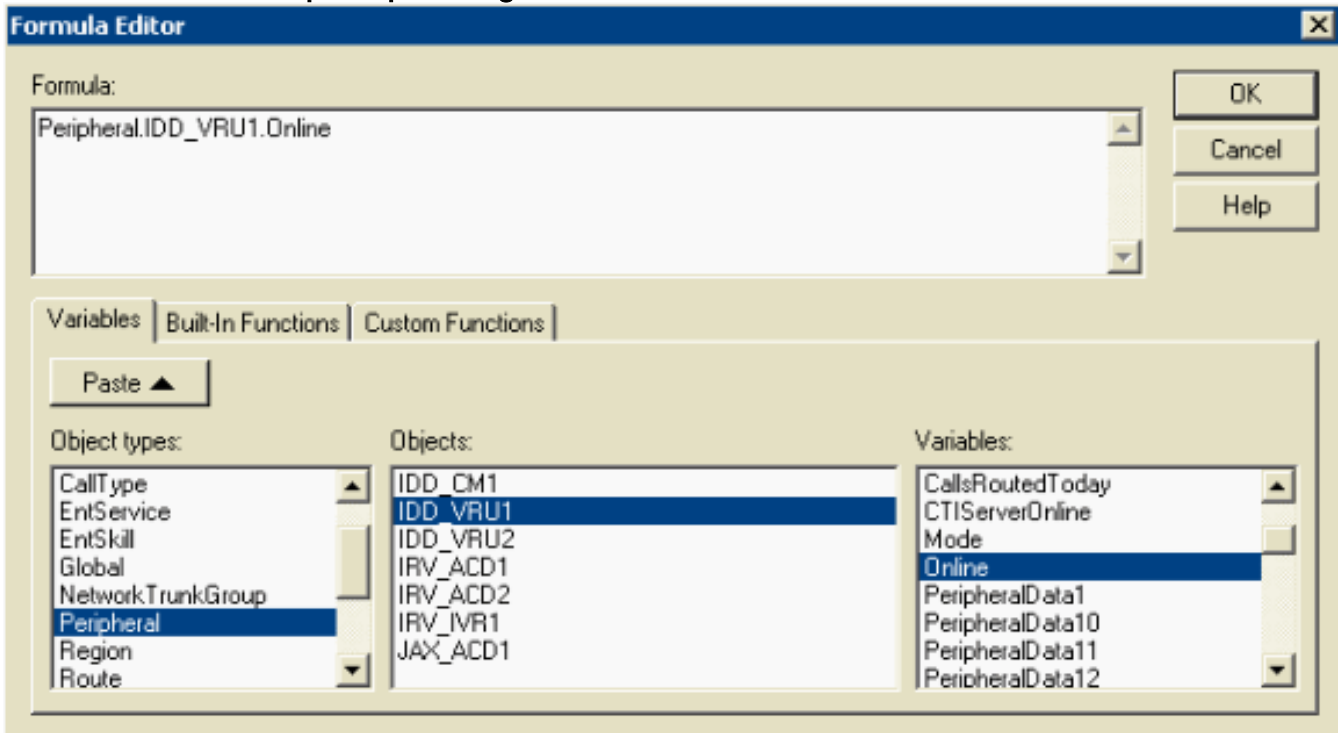 Formula Editor
Formula:
Peripheral.IDD_VRU1.Online
OK
Cancel
Help
Variables
Built-In Functions
Custom Functions
Paste
Object types:
CallType
EntService
EntSkill
Global
NetworkTrunkGroup
Peripheral
Region
Route
Objects:
IDD_CM1
IDD_VRU1
IDD_VRU2
IRV_ACD1
IRV_ACD2
IRV_IVR1
JAX_ACD1
Variables:
CallsRoutedToday
CTIServerOnline
Mode
Online
PeripheralData1
PeripheralData10
PeripheralData11
PeripheralData12